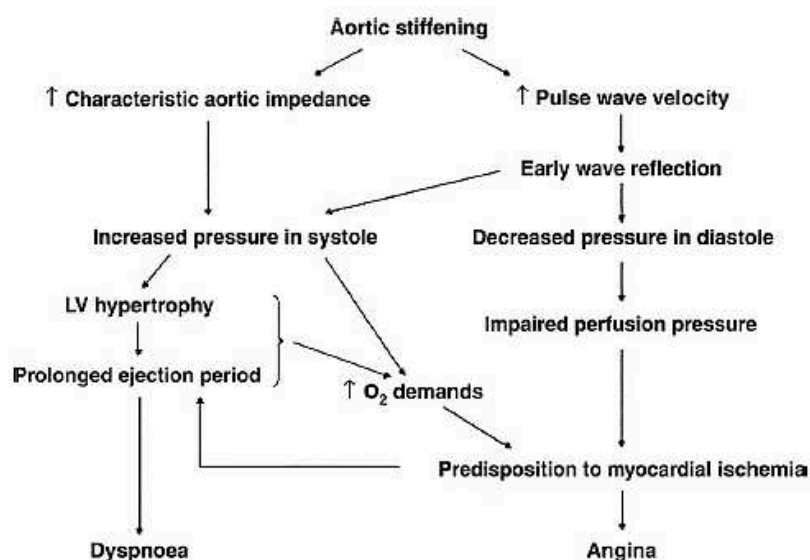 Aortic stiffening
↑ Characteristic aortic impedance
↑ Pulse wave velocity
Early wave reflection
Increased pressure in systole
Decreased pressure in diastole
LV hypertrophy
Impaired perfusion pressure
Prolonged ejection period
↑ O₂ demands
Predisposition to myocardial ischemia
Dyspnoea
Angina